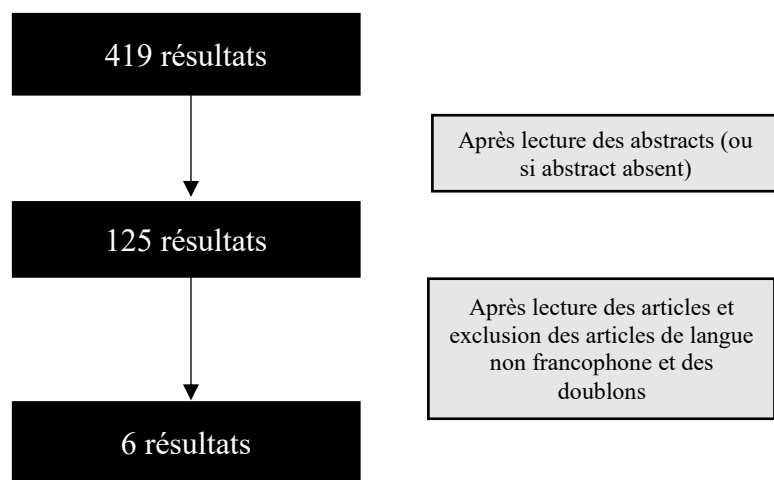 419 résultats
Après lecture des abstracts (ou
si abstract absent)
125 résultats
Après lecture des articles et
exclusion des articles de langue
non francophone et des
doublons
6 résultats